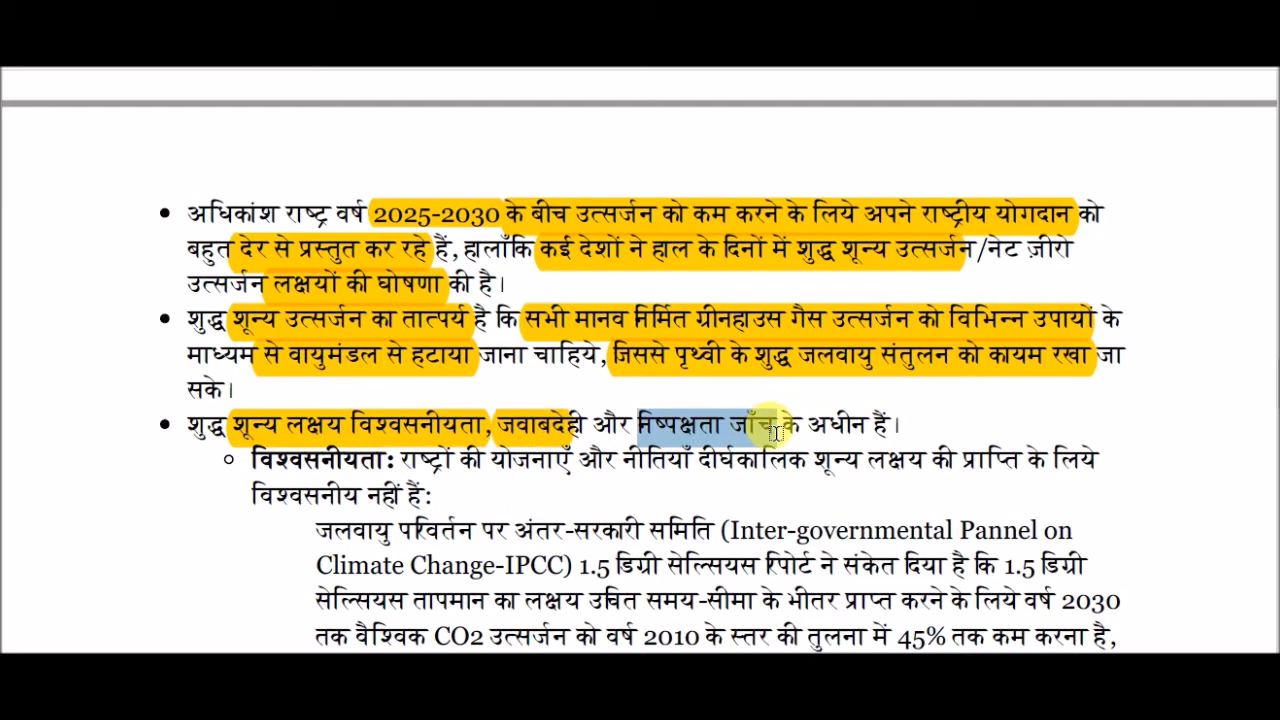 • अधिकांश राष्ट्र वर्ष 2025-2030 के बीच उत्सर्जन को कम करने के लिये अपने राष्ट्रीय योगदान को
बहुत देर से प्रस्तुत कर रहे हैं, हालाँकि कई देशों ने हाल के दिनों में शुद्ध शून्य उत्सर्जन/नेट ज़ीरो
उत्सर्जन लक्षयों की घोषणा की है।
• शुद्ध शून्य उत्सर्जन का तात्पर्य है कि सभी मानव निर्मित ग्रीनहाउस गैस उत्सर्जन को विभिन्न उपायों के
माध्यम से वायुमंडल से हटाया जाना चाहिये, जिससे पृथ्वी के शुद्ध जलवायु संतुलन को कायम रखा जा
सके।
• शुद्ध शून्य लक्षय विश्वसनीयता, जवाबदेही और निष्पक्षता जाँच के अधीन हैं।
○ विश्वसनीयता: राष्ट्रों की योजनाएँ और नीतियाँ दीर्घकालिक शून्य लक्षय की प्राप्ति के लिये
विश्वसनीय नहीं हैं:
जलवायु परिवर्तन पर अंतर-सरकारी समिति (Inter-governmental Pannel on
Climate Change-IPCC) 1.5 डिग्री सेल्सियस रिपोर्ट ने संकेत दिया है कि 1.5 डिग्री
सेल्सियस तापमान का लक्षय उचित समय-सीमा के भीतर प्राप्त करने के लिये वर्ष 2030
तक वैश्विक CO2 उत्सर्जन को वर्ष 2010 के स्तर की तुलना में 45% तक कम करना है,